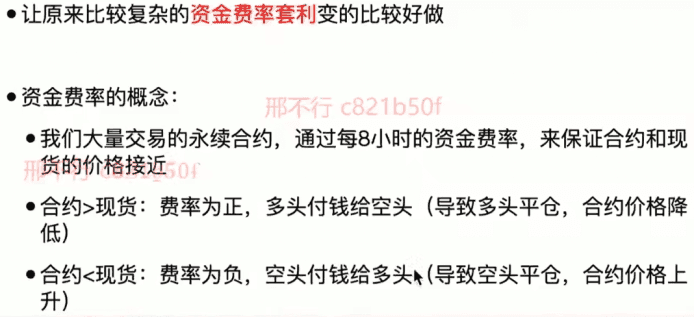 •让原来比较复杂的资金费率套利变的比较好做
•资金费率的概念：
邢不行 c821b50f
•我们大量交易的永续合约，通过每8小时的资金费率，来保证合约和现
货的价格接近
邢不行 c821b50f
•合约>现货：费率为正，多头付钱给空头（导致多头平仓，合约价格降
低）
•合约<现货：费率为负，空头付钱给多头（导致空头平仓，合约价格上
升）